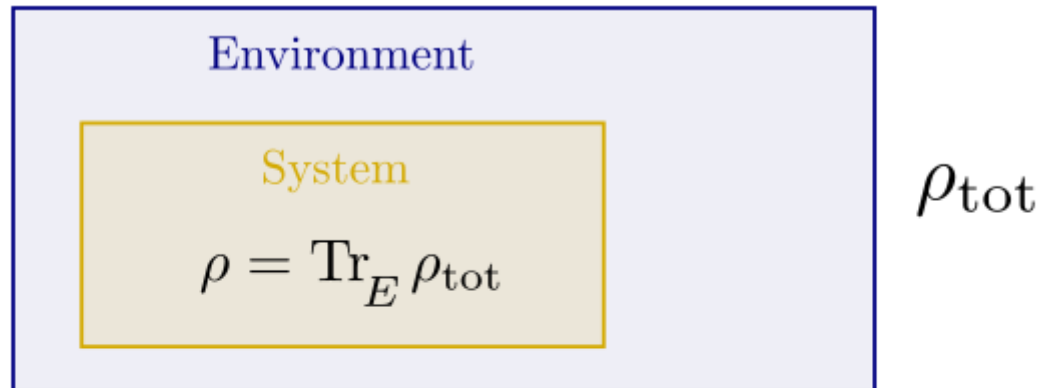 Environment
System
ρ = Tr_E ρ_tot
ρ_tot